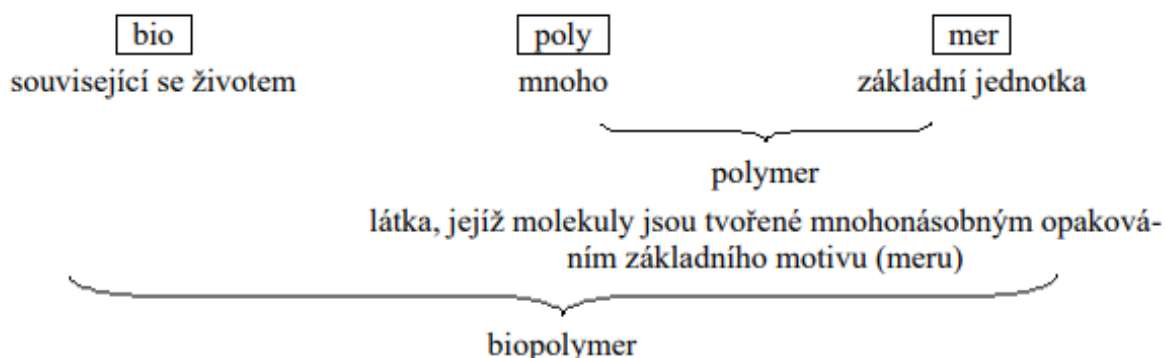 bio poly mer
související se životem mnoho základní jednotka
polymer
látka, jejíž molekuly jsou tvořené mnohonásobným opaková-
ním základního motivu (meru)
biopolymer